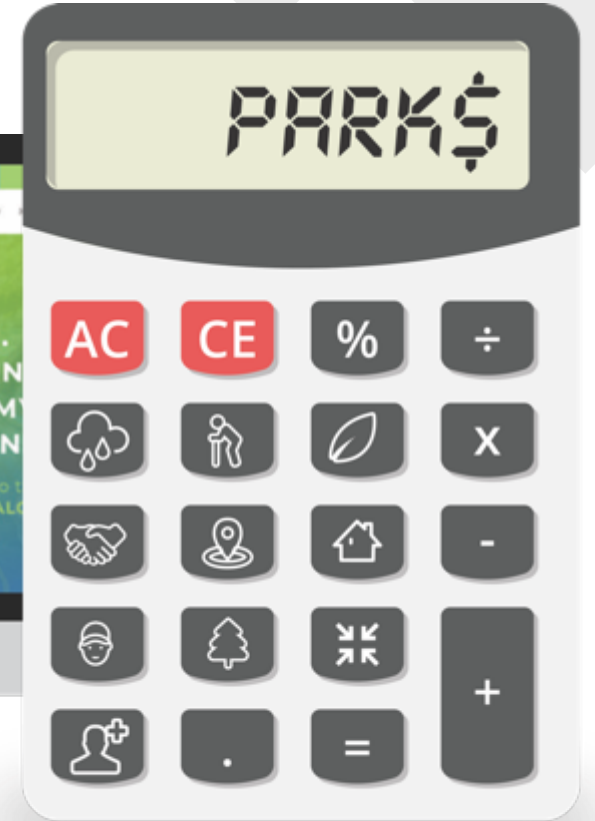 PARK$
AC CE % ÷
X
-
+
. =